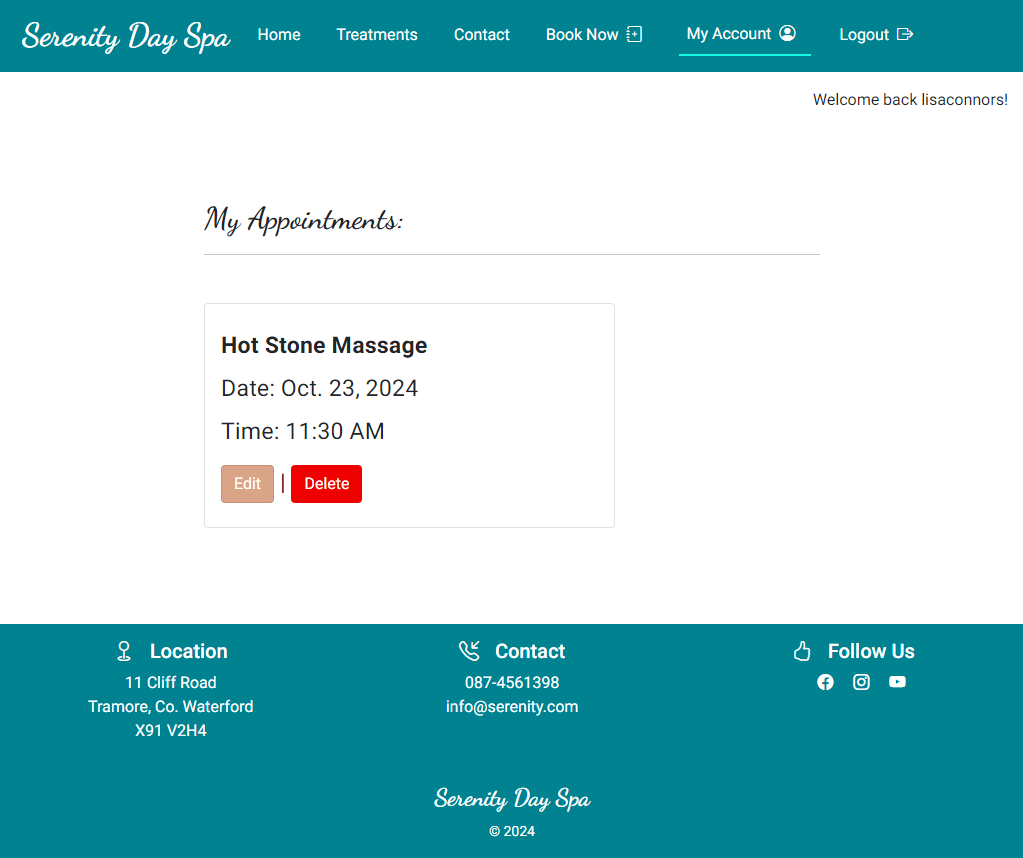 Serenity Day Spa Home Treatments Contact Book Now My Account Logout
Welcome back lisaconnors!
My Appointments:
Hot Stone Massage
Date: Oct. 23, 2024
Time: 11:30 AM
Edit | Delete
Location
11 Cliff Road
Tramore, Co. Waterford
X91 V2H4
Contact
087-4561398
info@serenity.com
Follow Us
Serenity Day Spa
© 2024